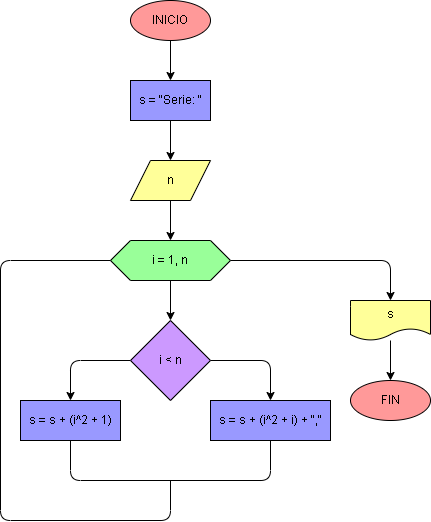 INICIO
s = "Serie: "
n
i = 1, n
i < n
s
s = s + (i^2 + 1)
s = s + (i^2 + i) + ","
FIN